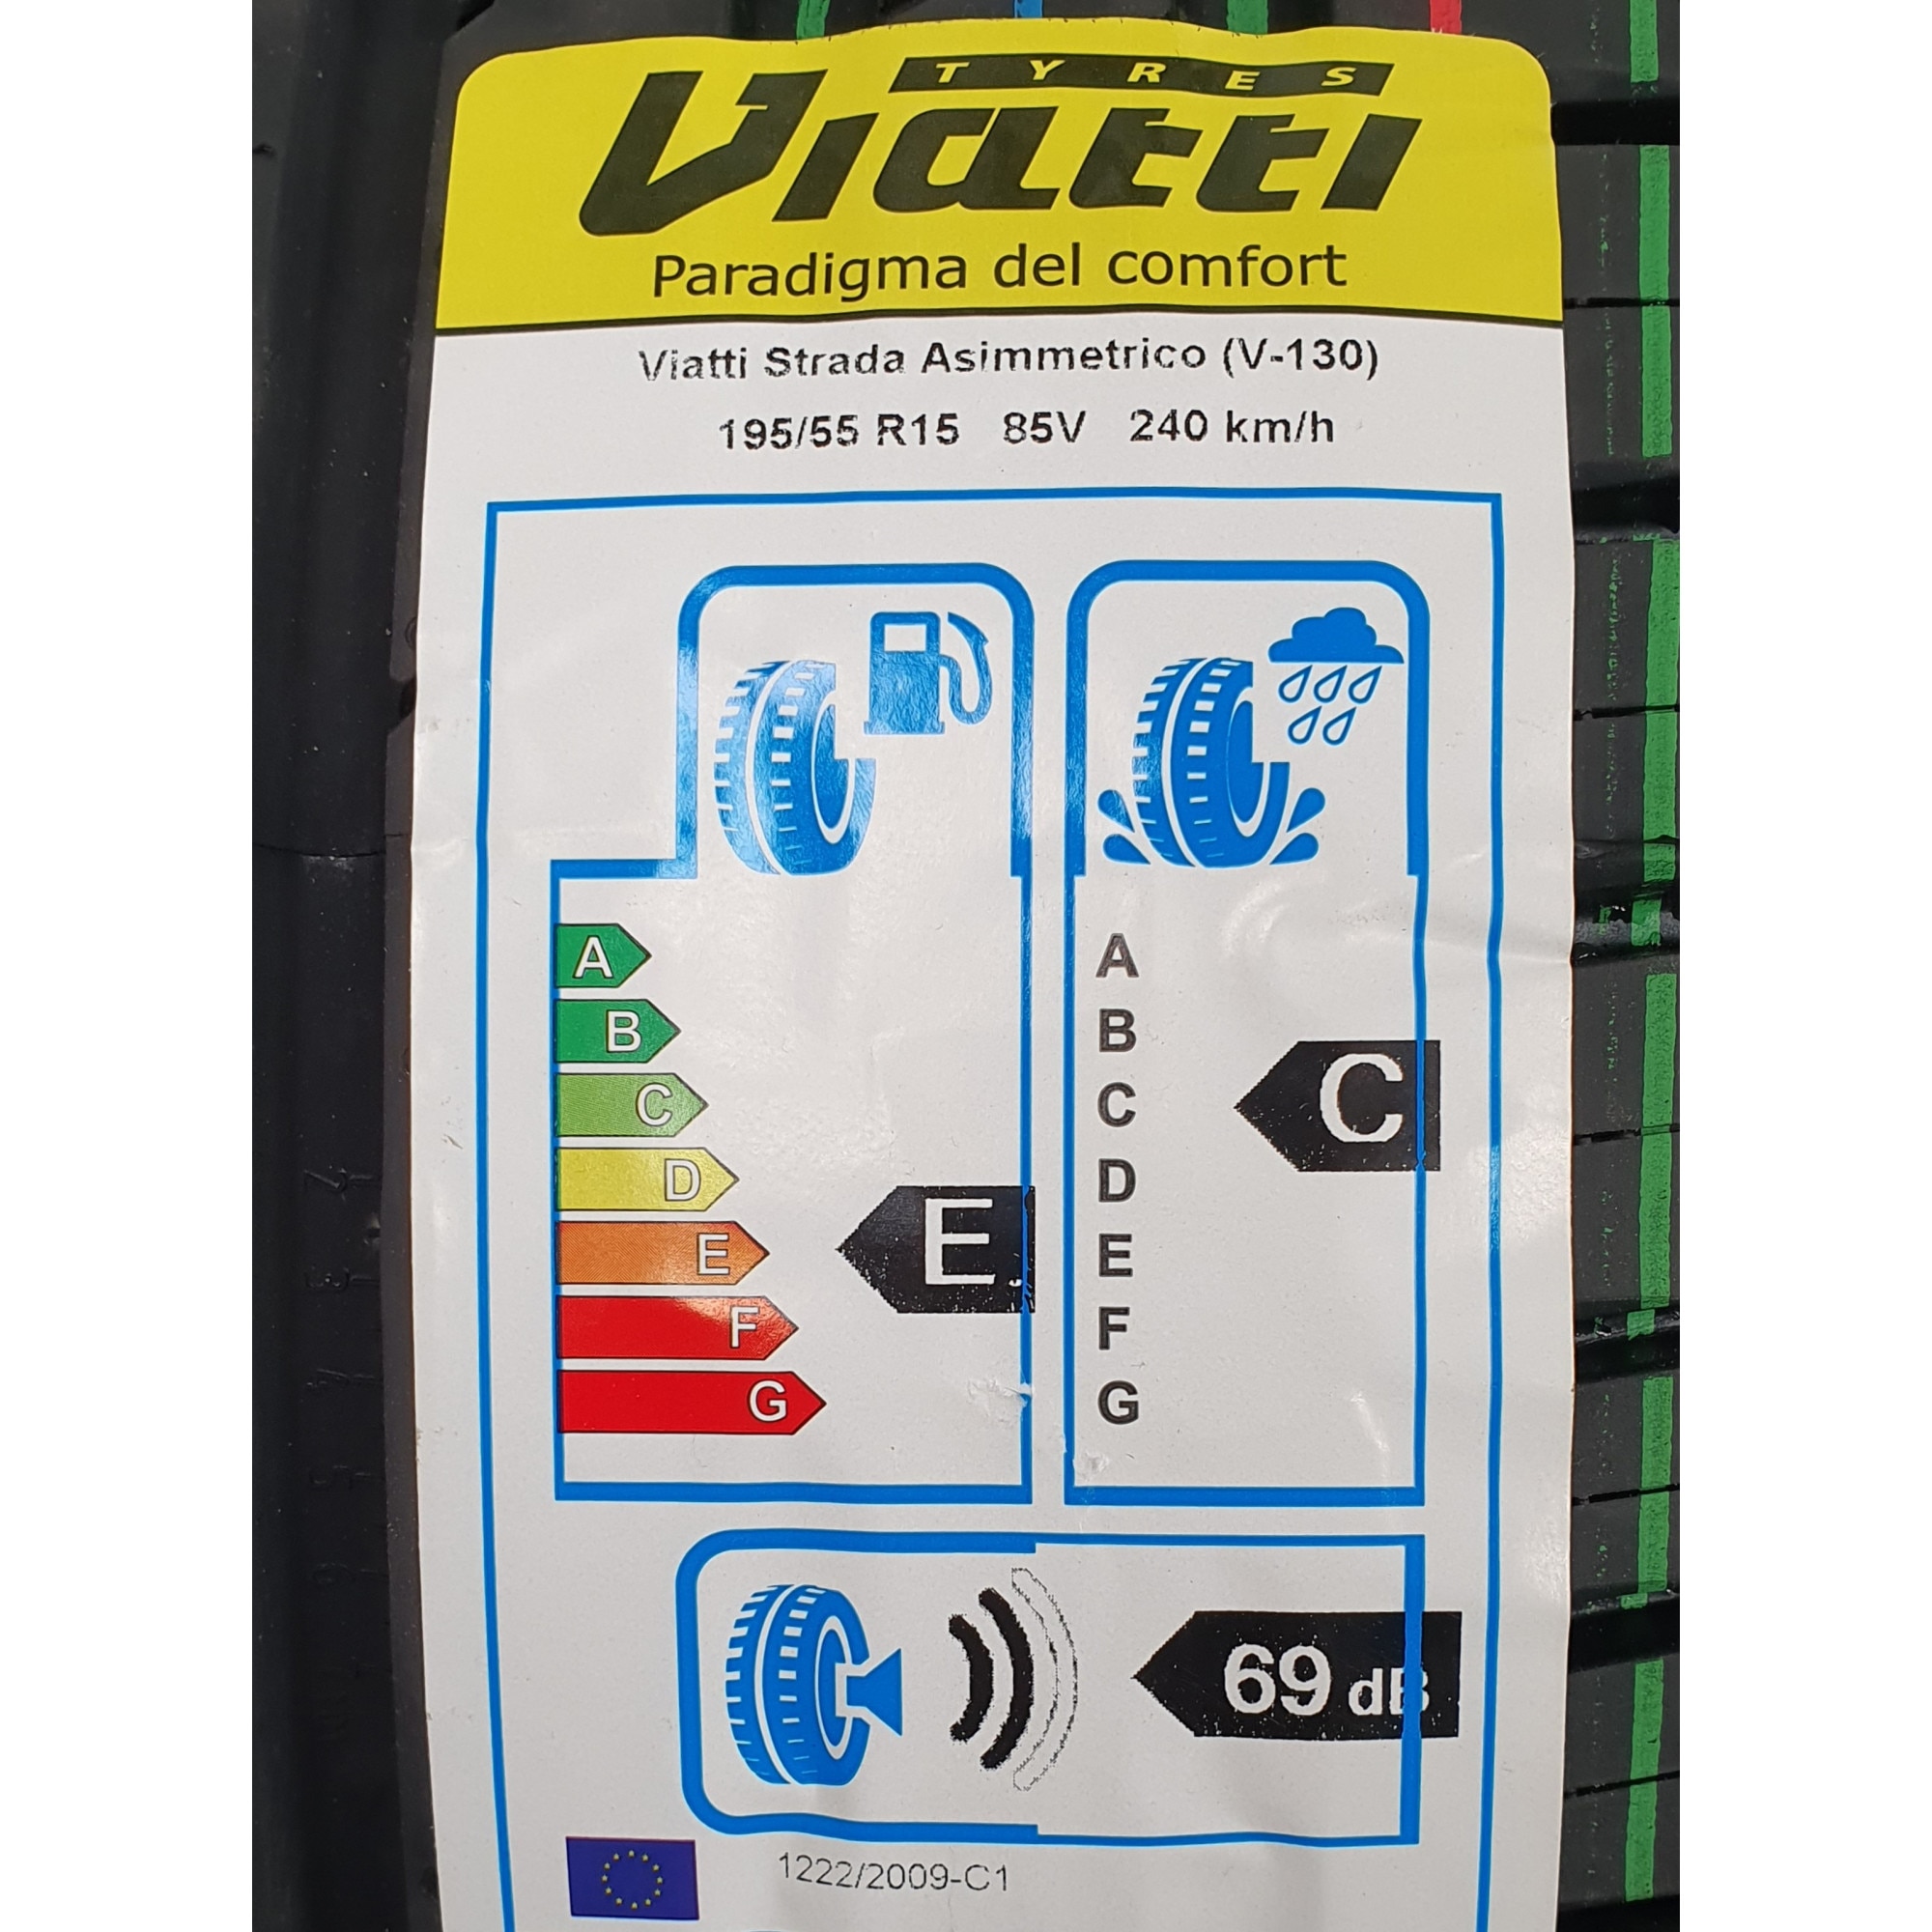 TYRES
Viatti
Paradigma del comfort
Viatti Strada Asimmetrico (V-130)
195/55 R15 85V 240 km/h
A
B
C
D
E
F
G
E
A
B
C
D
E
F
G
C
69 dB
1222/2009-C1